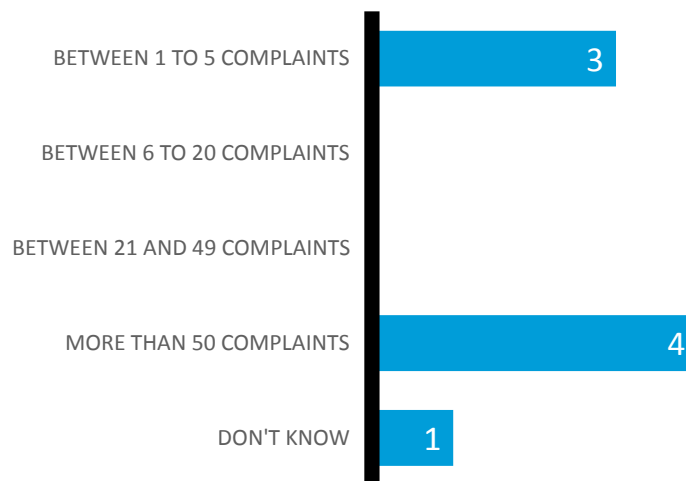 BETWEEN 1 TO 5 COMPLAINTS 3
BETWEEN 6 TO 20 COMPLAINTS
BETWEEN 21 AND 49 COMPLAINTS
MORE THAN 50 COMPLAINTS 4
DON'T KNOW 1